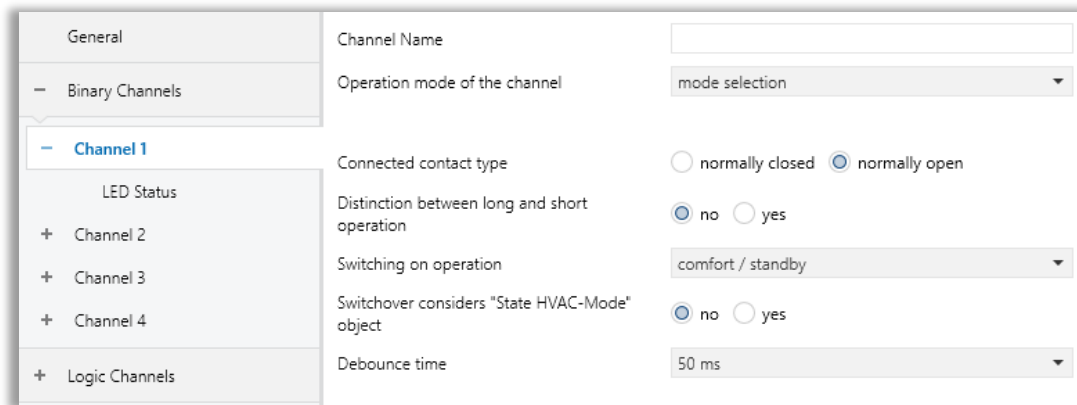 General
Binary Channels
Channel 1
LED Status
Channel 2
Channel 3
Channel 4
Logic Channels
Channel Name
Operation mode of the channel
mode selection
Connected contact type
normally closed normally open
Distinction between long and short
operation
no yes
Switching on operation
comfort / standby
Switchover considers "State HVAC-Mode"
object
no yes
Debounce time
50 ms